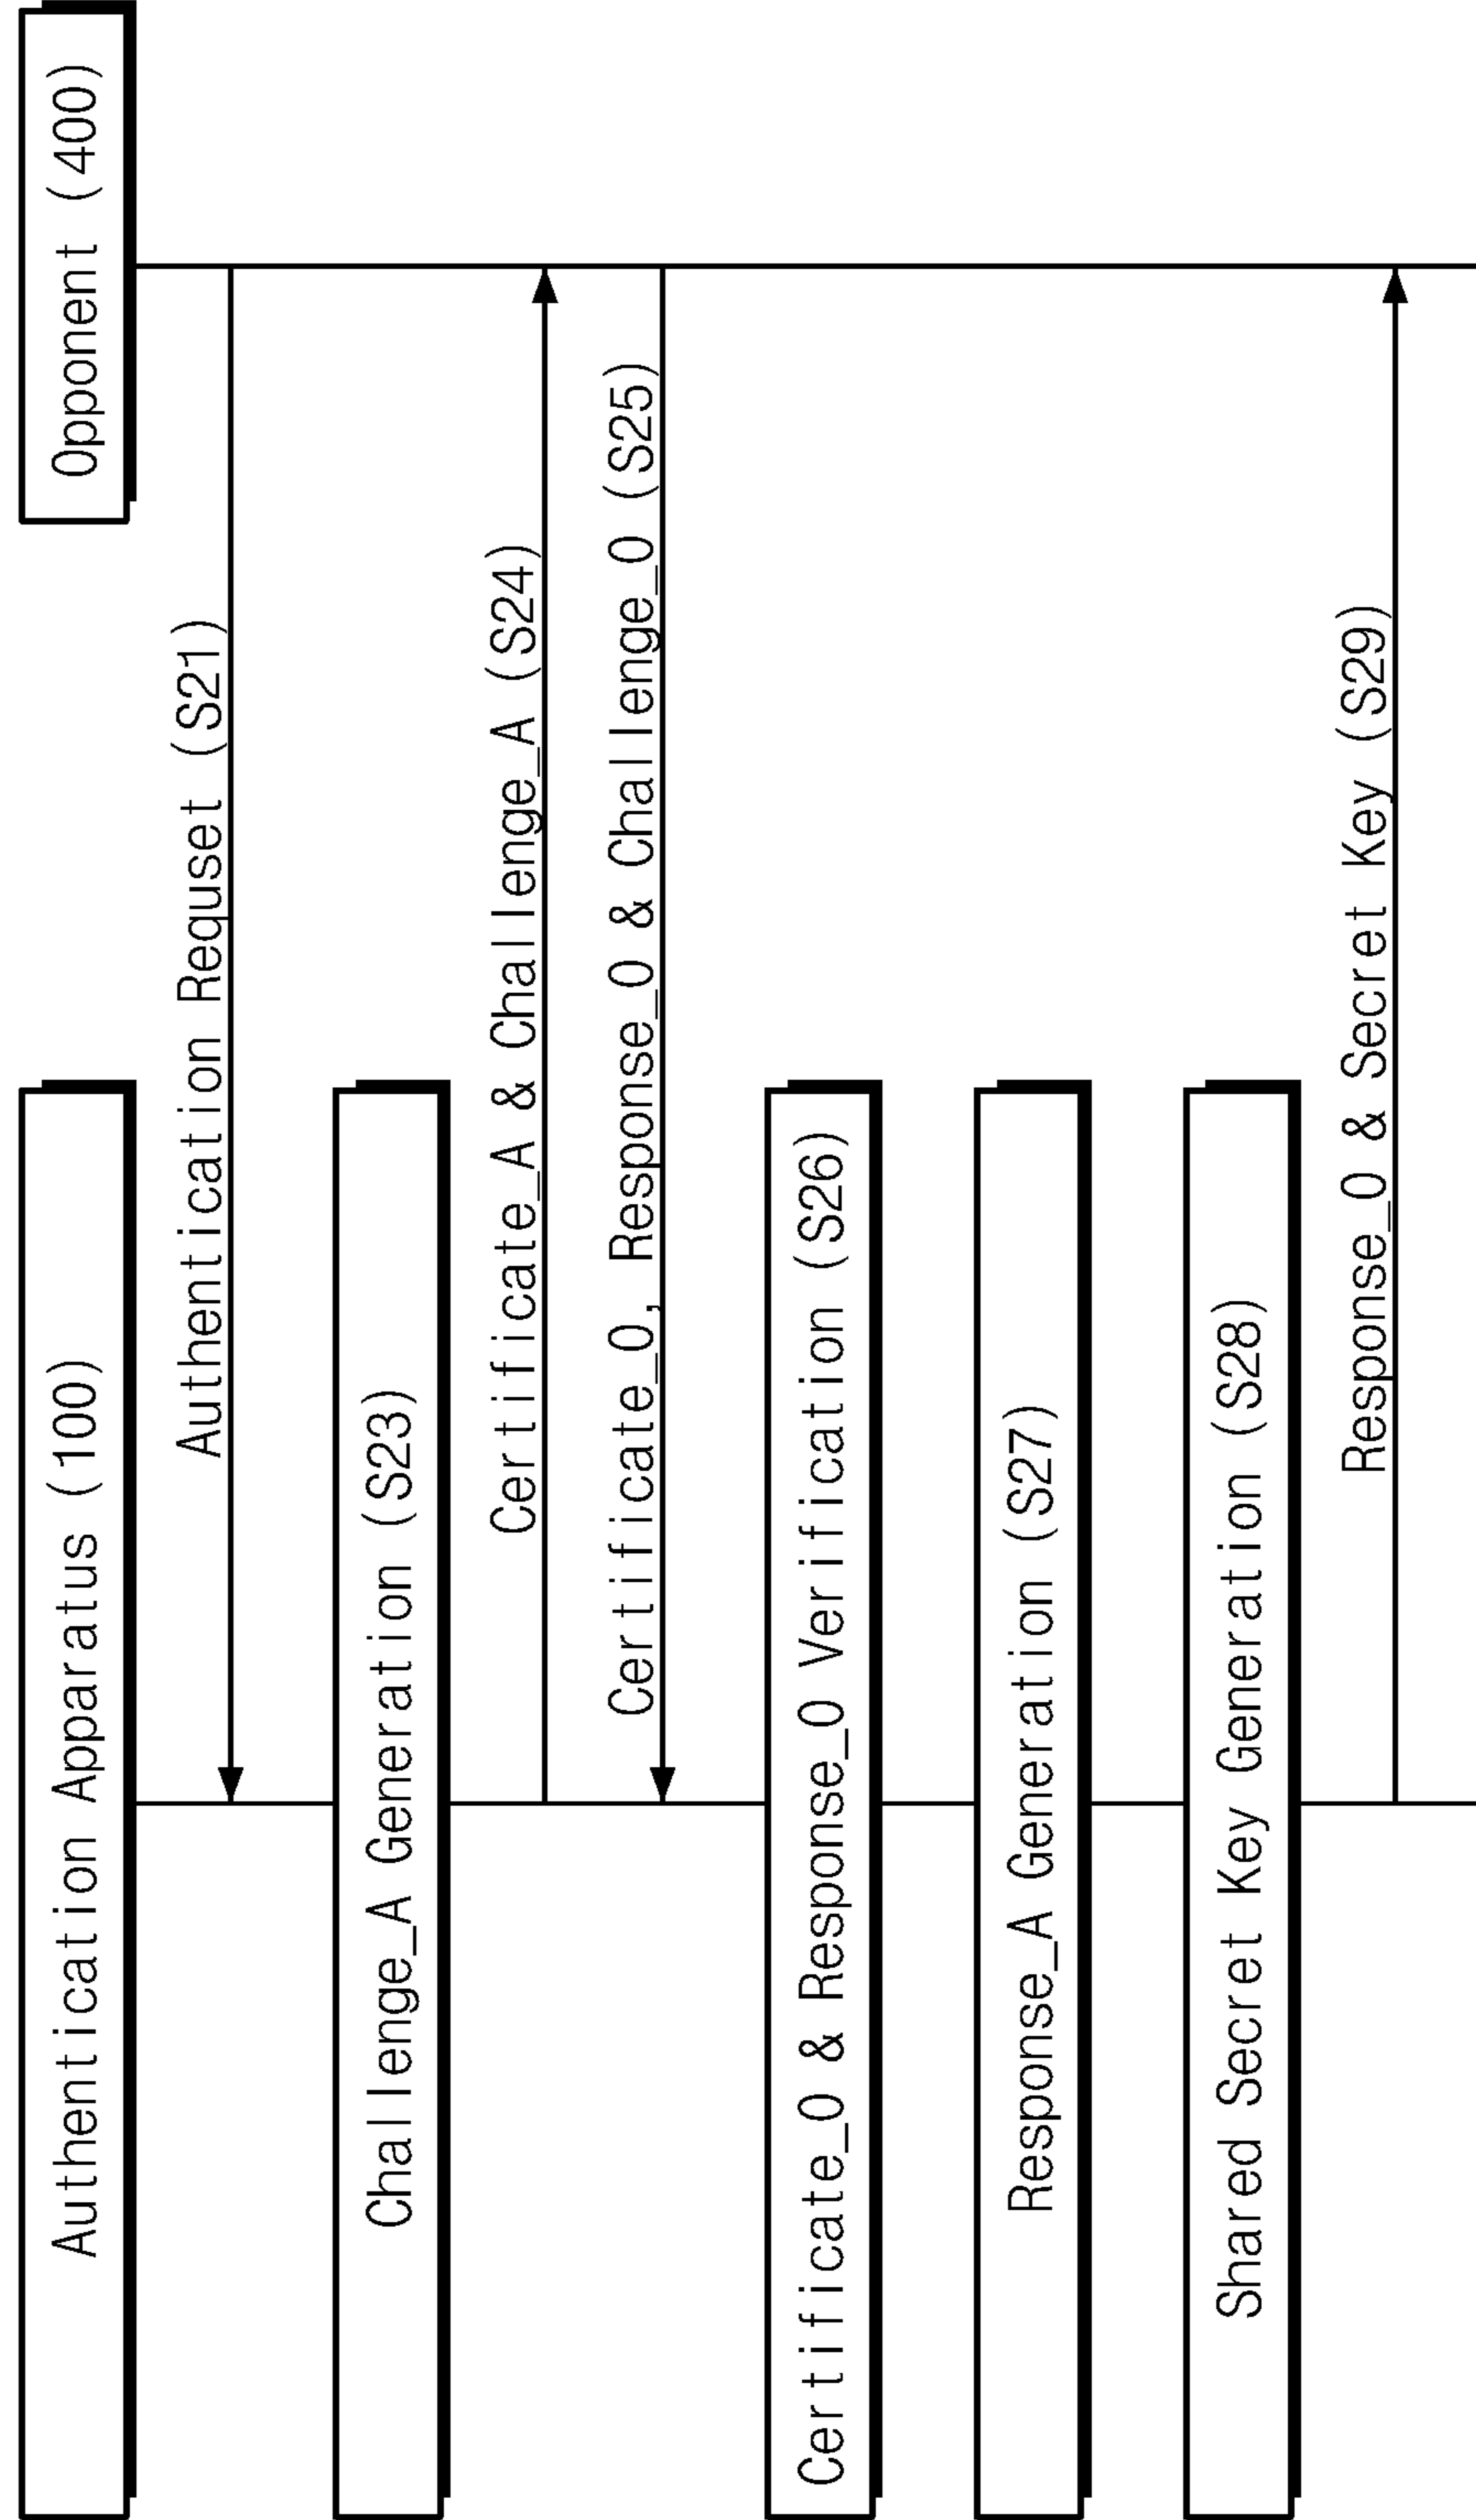 Authentication Apparatus (100)
Opponent (400)
Authentication Requset (S21)
Challenge_A Generation (S23)
Certificate_A & Challenge_A (S24)
Certificate_O, Response_O & Challenge_O (S25)
Certificate_O & Response_O Verification (S26)
Response_A Generation (S27)
Shared Secret Key Generation (S28)
Response_O & Secret Key (S29)